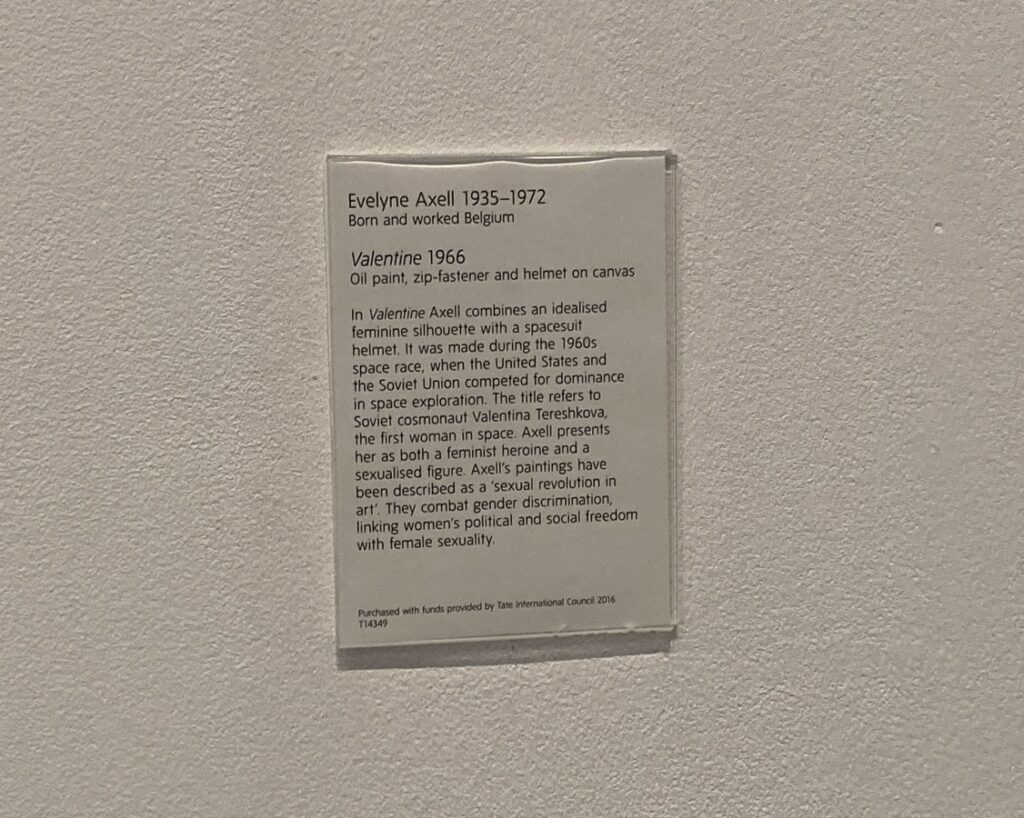 Evelyne Axell 1935–1972
Born and worked Belgium
Valentine 1966
Oil paint, zip-fastener and helmet on canvas
In Valentine Axell combines an idealised
feminine silhouette with a spacesuit
helmet. It was made during the 1960s
space race, when the United States and
the Soviet Union competed for dominance
in space exploration. The title refers to
Soviet cosmonaut Valentina Tereshkova,
the first woman in space. Axell presents
her as both a feminist heroine and a
sexualised figure. Axell's paintings have
been described as a 'sexual revolution in
art'. They combat gender discrimination,
linking women's political and social freedom
with female sexuality.
Purchased with funds provided by Tate International Council 2016
T14349